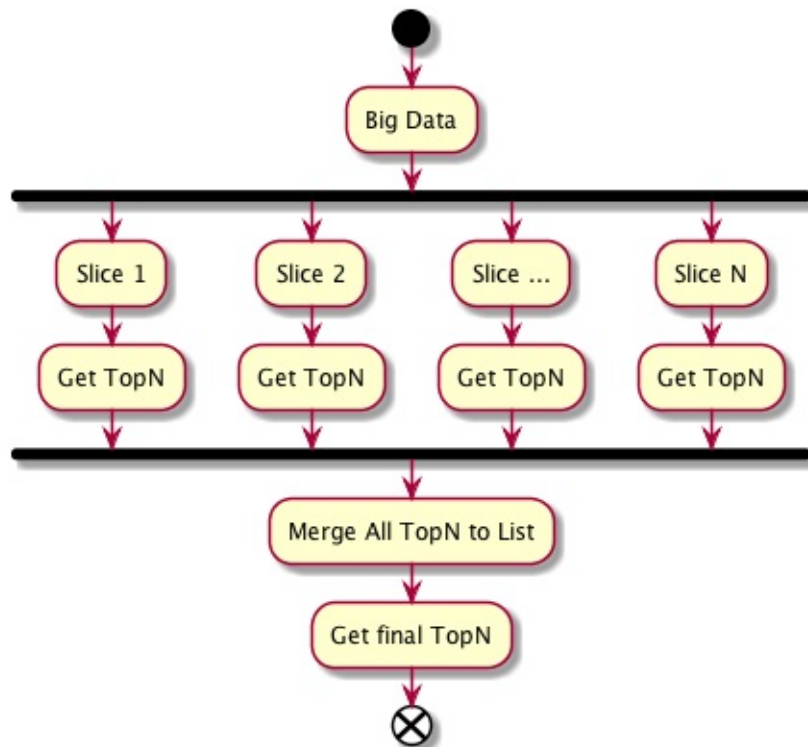 Big Data
Slice 1
Slice 2
Slice ...
Slice N
Get TopN
Get TopN
Get TopN
Get TopN
Merge All TopN to List
Get final TopN